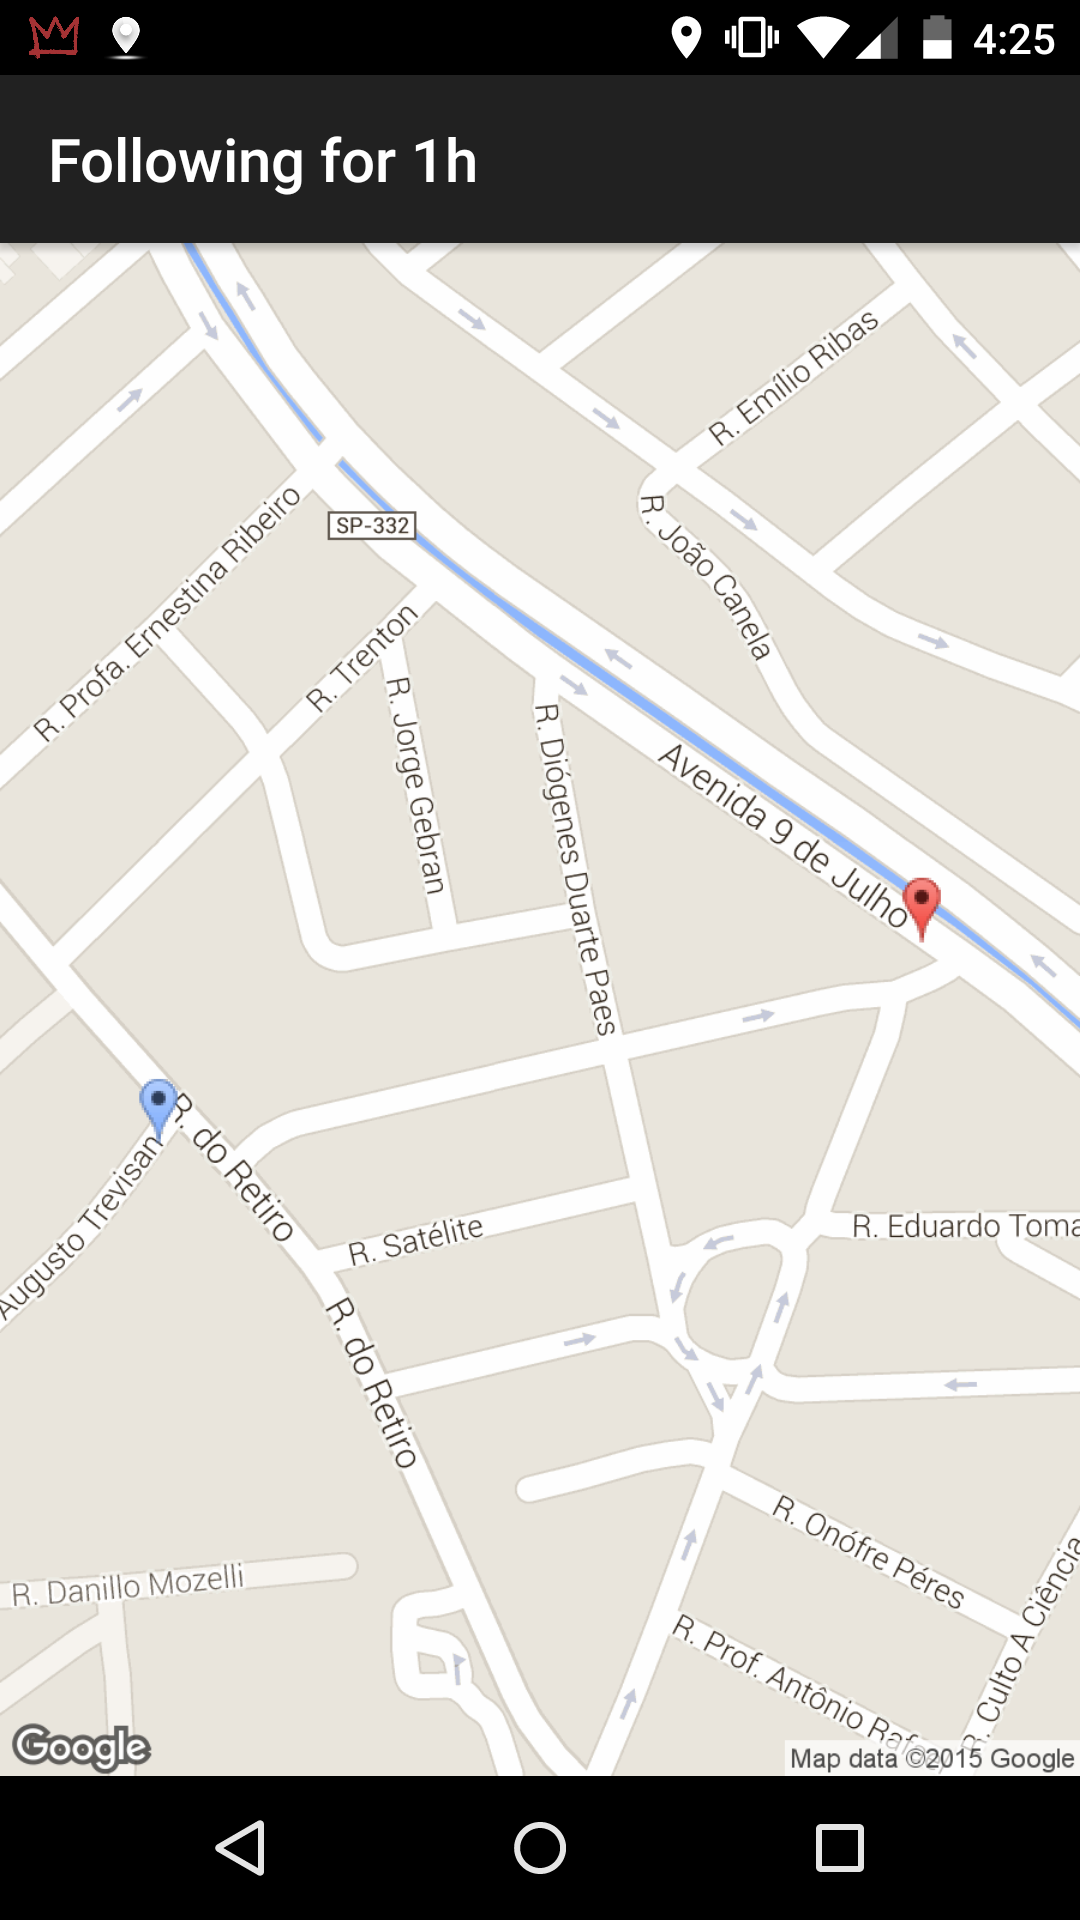 4:25
Following for 1h
R. Emílio Ribas
R. João Canela
SP-332
R. Profa. Ernestina Ribeiro
R. Trenton
R. Jorge Gebran
R. Diógenes Duarte Paes
Avenida 9 de Julho
R. do Retiro
Augusto Trevisan
R. Satélite
R. Eduardo Toma
R. do Retiro
R. Onófre Péres
R. Danillo Mozelli
R. Culto A Ciência
R. Prof. Antônio
Google
Map data ©2015 Google